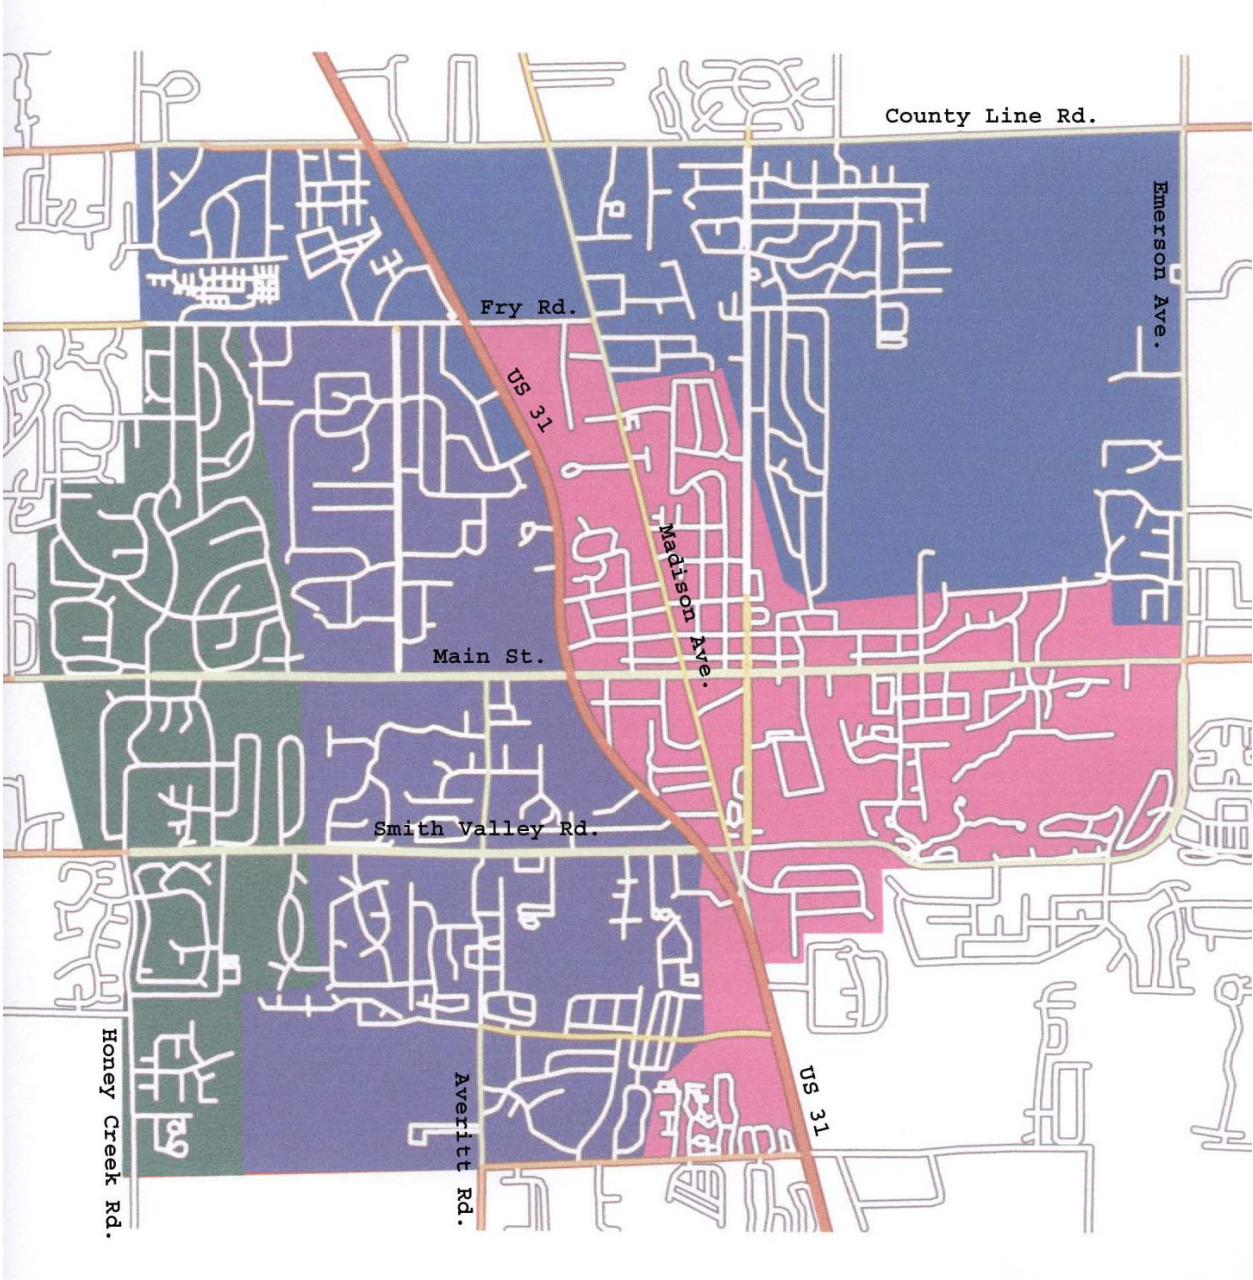 County Line Rd.
Emerson Ave.
Fry Rd.
US 31
Madison Ave.
Main St.
Smith Valley Rd.
Honey Creek Rd.
Averitt Rd.
US 31